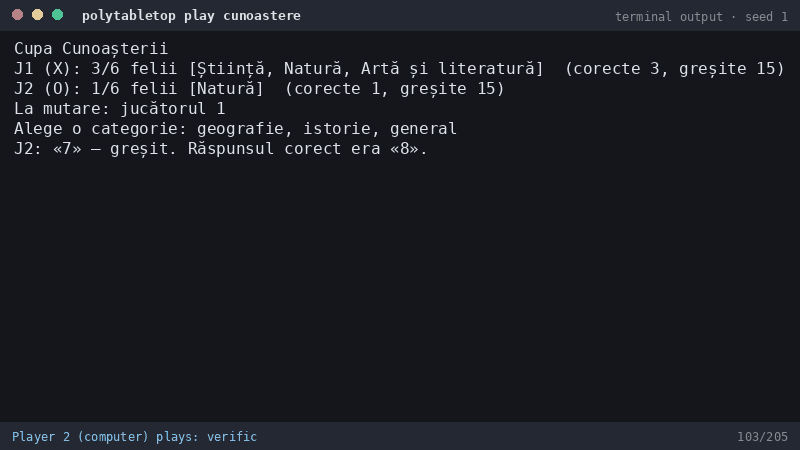 polytabletop play cunoastere
terminal output · seed 1
Cupa Cunoașterii
J1 (X): 3/6 felii [Știință, Natură, Artă și literatură]  (corecte 3, greșite 15)
J2 (O): 1/6 felii [Natură]  (corecte 1, greșite 15)
La mutare: jucătorul 1
Alege o categorie: geografie, istorie, general
J2: «7» — greșit. Răspunsul corect era «8».
Player 2 (computer) plays: verific
103/205